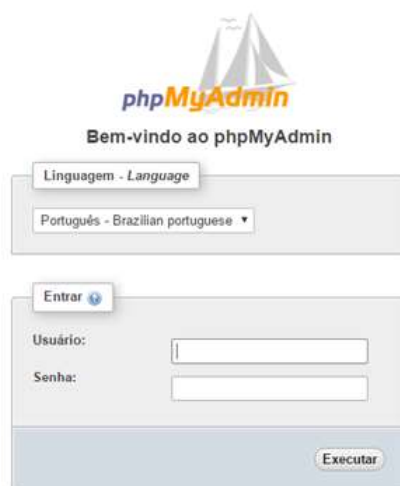 phpMyAdmin
Bem-vindo ao phpMyAdmin
Linguagem - Language
Português - Brazilian portuguese
Entrar
Usuário:
Senha:
Executar